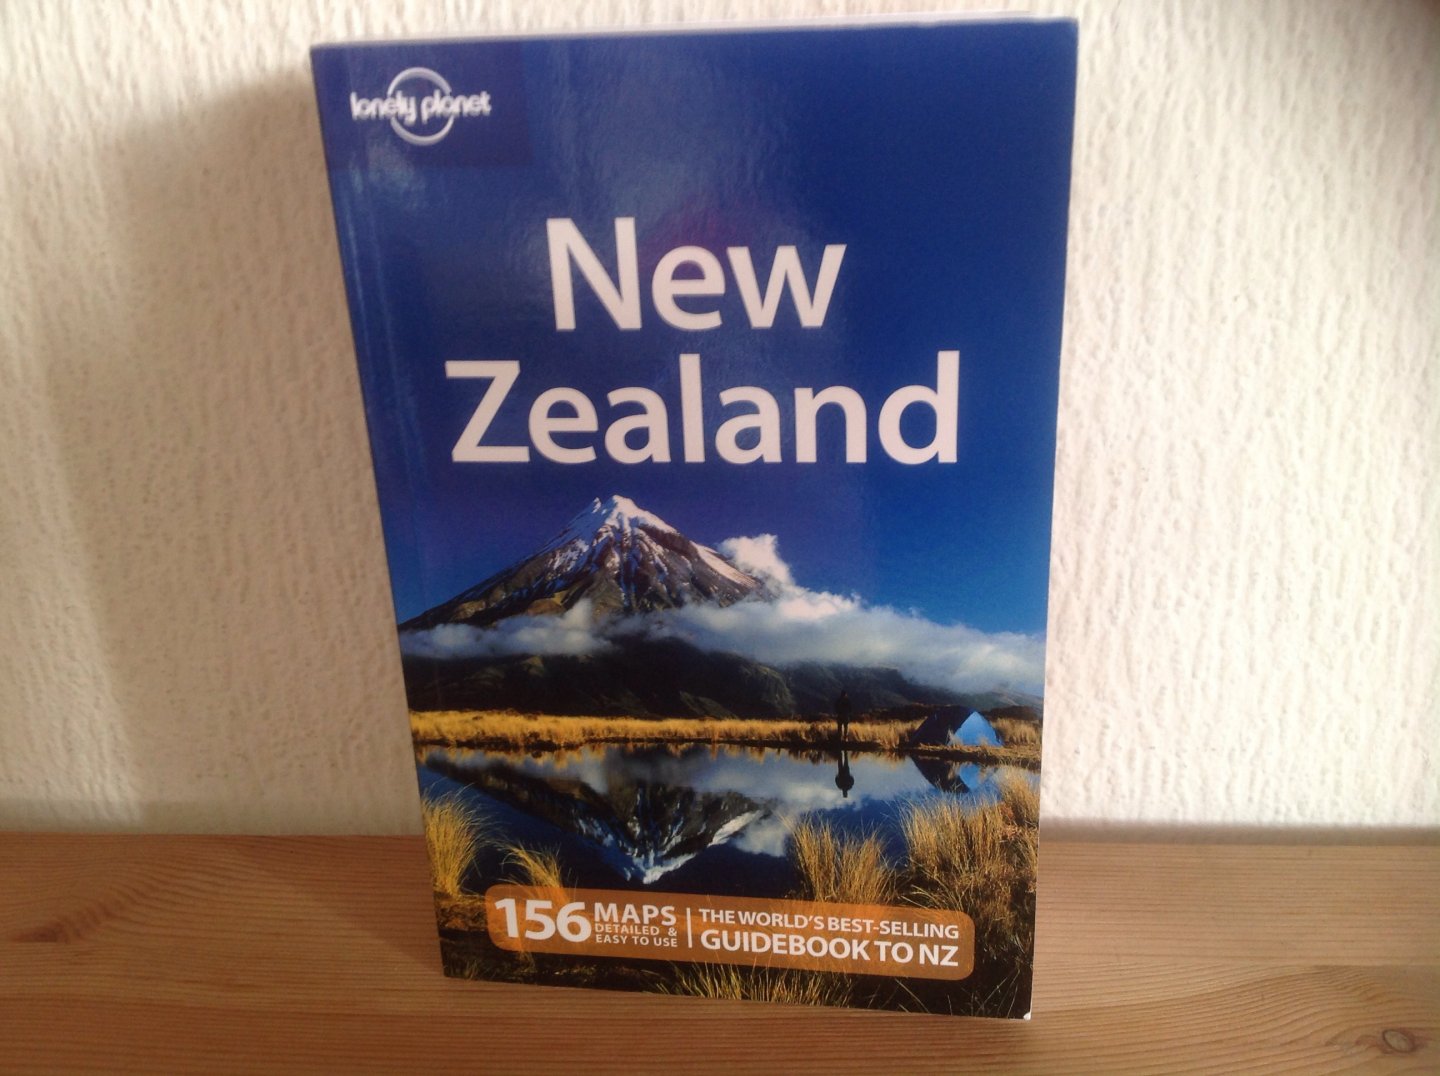 lonely planet
New
Zealand
156 MAPS
DETAILED &
EASY TO USE
THE WORLD'S BEST-SELLING
GUIDEBOOK TO NZ